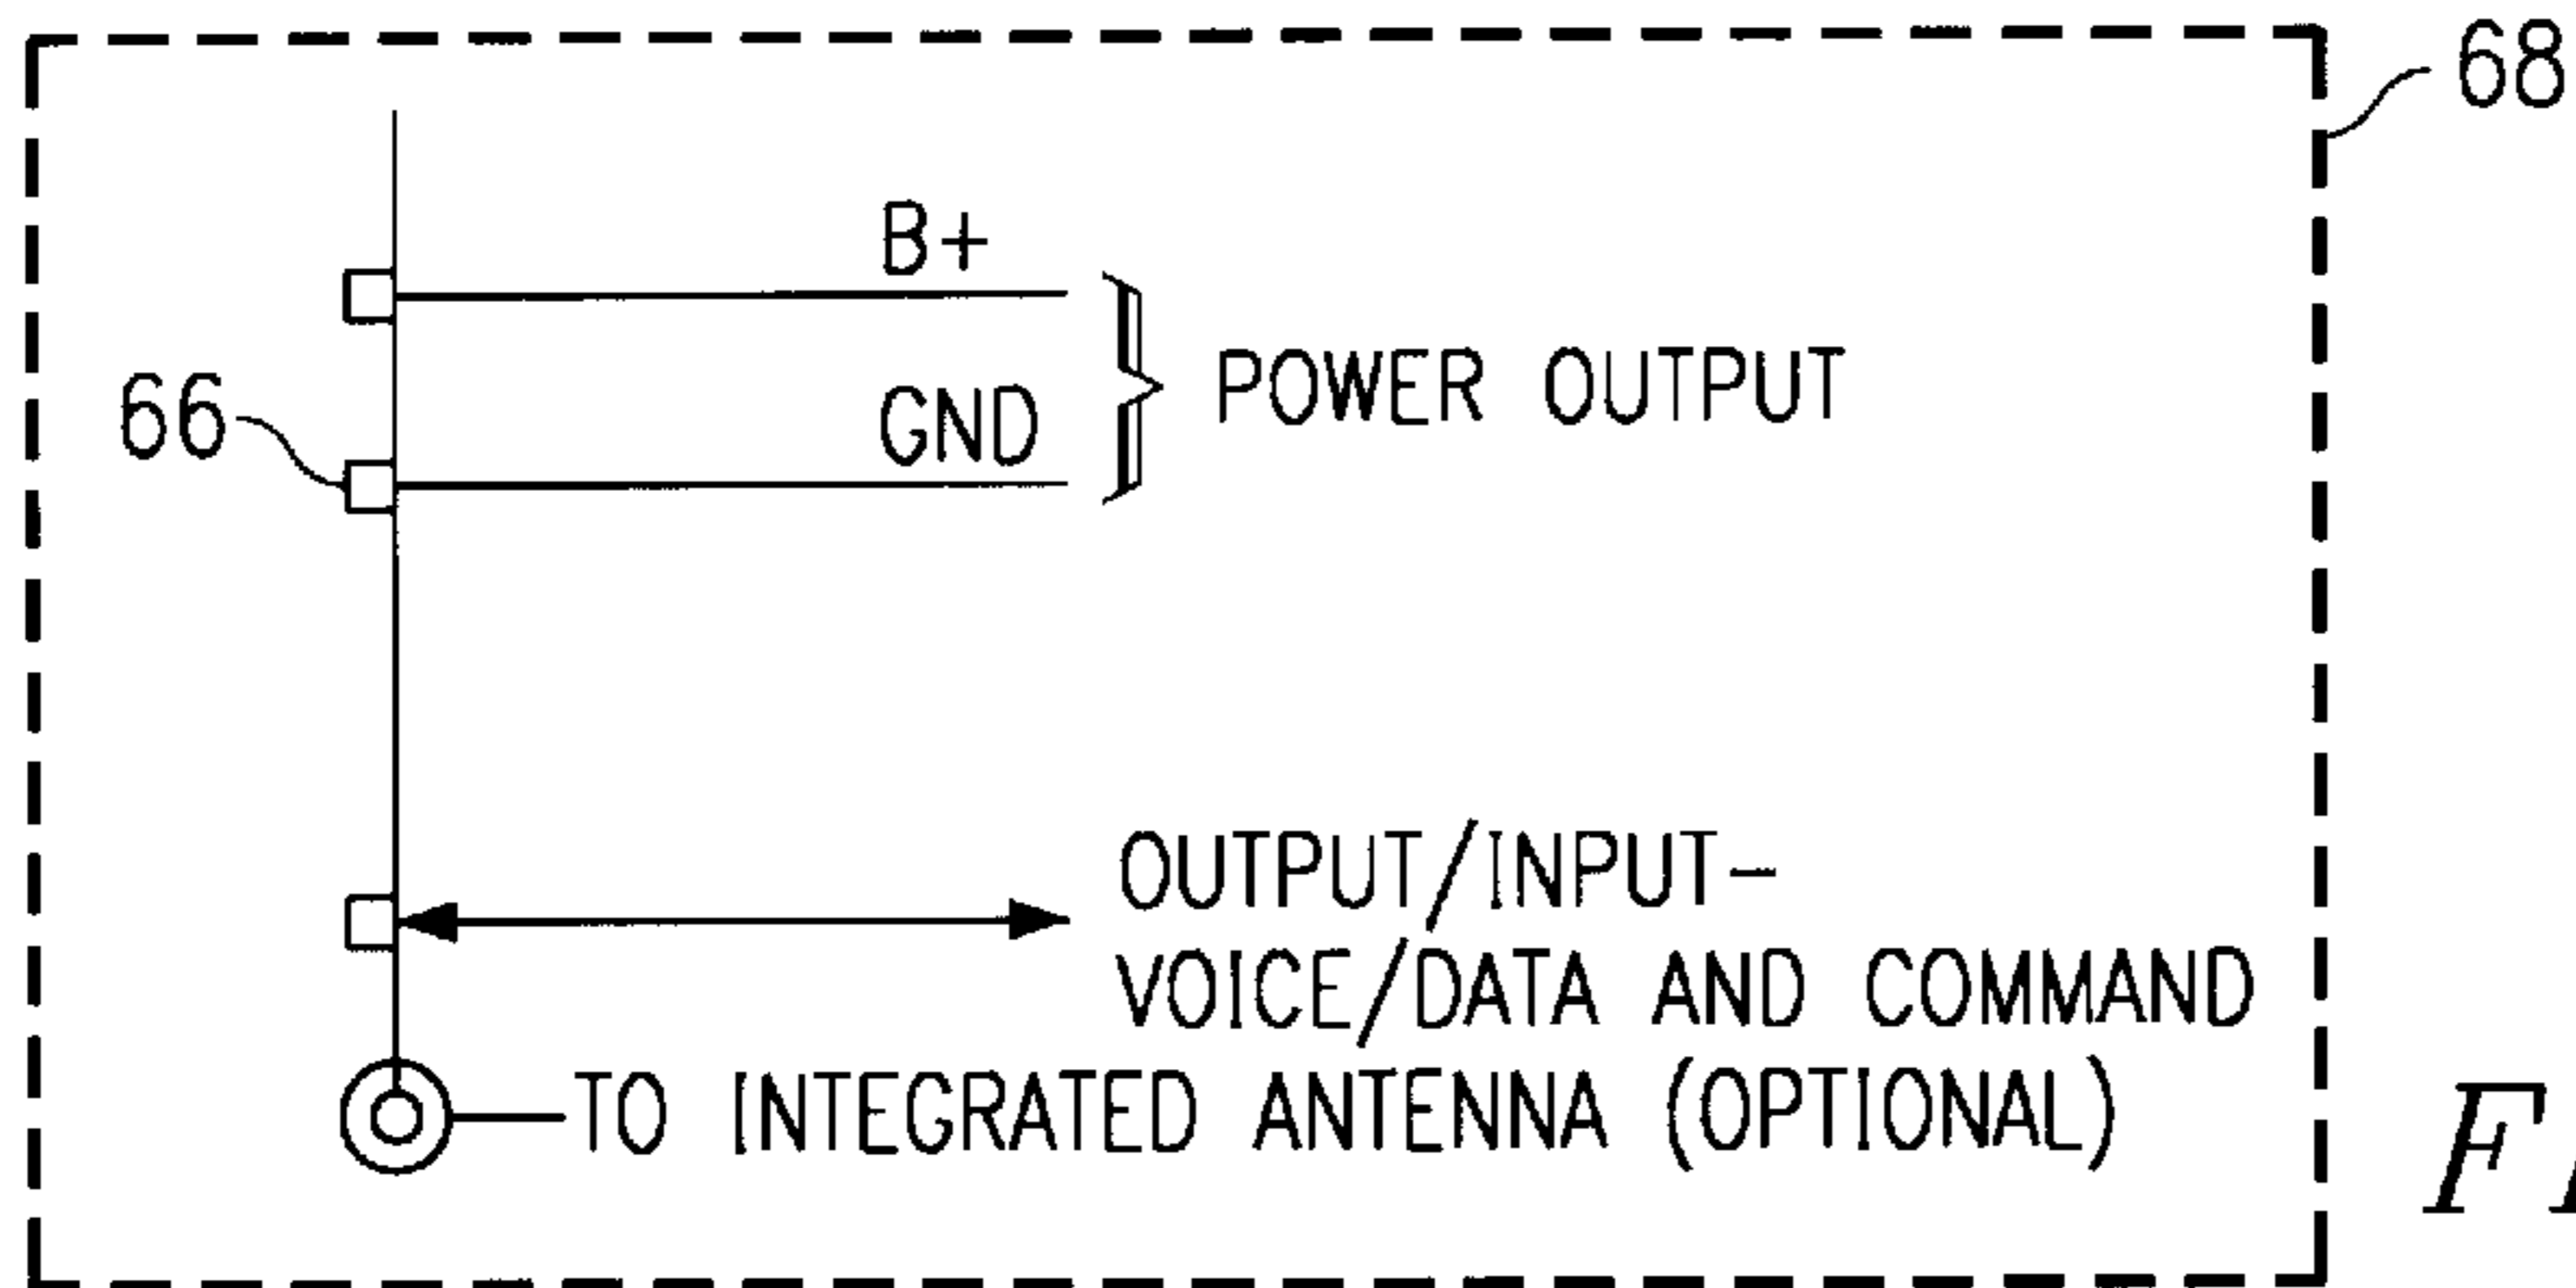 68
B+
POWER OUTPUT
66
GND
OUTPUT/INPUT-
VOICE/DATA AND COMMAND
TO INTEGRATED ANTENNA (OPTIONAL)